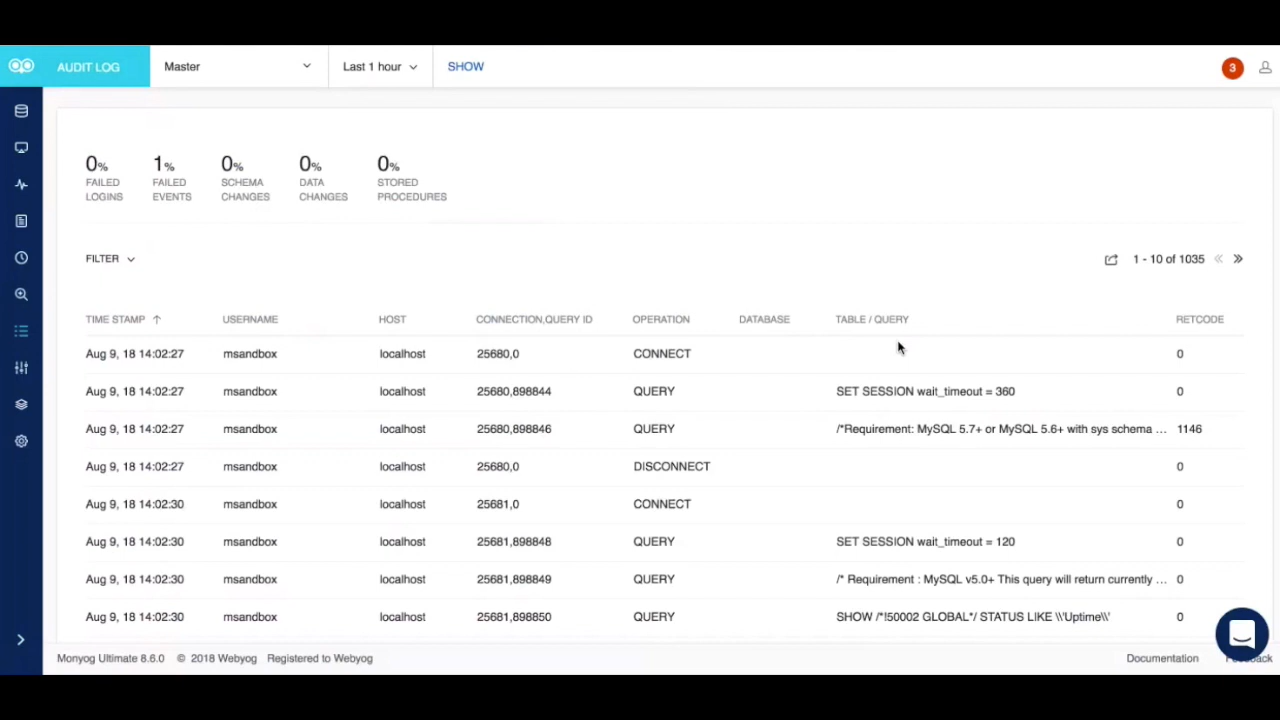 AUDIT LOG Master Last 1 hour SHOW 3
0% 1% 0% 0% 0%
FAILED LOGINS FAILED EVENTS SCHEMA CHANGES DATA CHANGES STORED PROCEDURES
FILTER 1 - 10 of 1035
TIME STAMP USERNAME HOST CONNECTION,QUERY ID OPERATION DATABASE TABLE / QUERY RETCODE
Aug 9, 18 14:02:27 msandbox localhost 25680,0 CONNECT 0
Aug 9, 18 14:02:27 msandbox localhost 25680,898844 QUERY SET SESSION wait_timeout = 360 0
Aug 9, 18 14:02:27 msandbox localhost 25680,898846 QUERY /*Requirement: MySQL 5.7+ or MySQL 5.6+ with sys schema ... 1146
Aug 9, 18 14:02:27 msandbox localhost 25680,0 DISCONNECT 0
Aug 9, 18 14:02:30 msandbox localhost 25681,0 CONNECT 0
Aug 9, 18 14:02:30 msandbox localhost 25681,898848 QUERY SET SESSION wait_timeout = 120 0
Aug 9, 18 14:02:30 msandbox localhost 25681,898849 QUERY /* Requirement : MySQL v5.0+ This query will return currently ... 0
Aug 9, 18 14:02:30 msandbox localhost 25681,898850 QUERY SHOW /*!50002 GLOBAL*/ STATUS LIKE \\'Uptime\\' 0
Monyog Ultimate 8.6.0 © 2018 Webyog Registered to Webyog Documentation